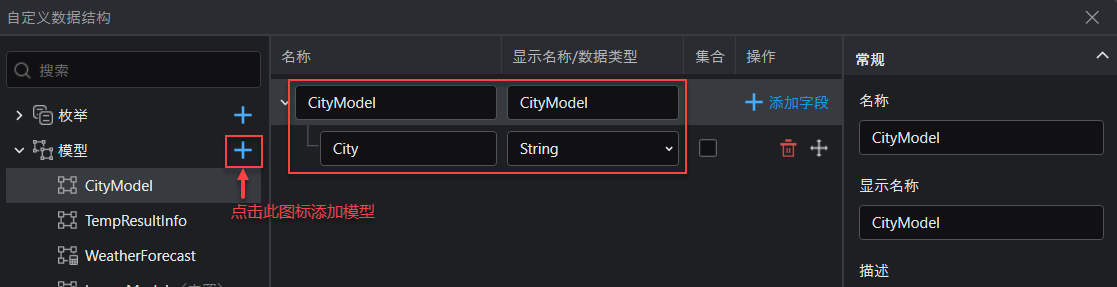 自定义数据结构
搜索
枚举
模型
CityModel
点击此图标添加模型
TempResultInfo
WeatherForecast
名称 显示名称/数据类型 集合 操作
CityModel CityModel 添加字段
City String
常规
名称
CityModel
显示名称
CityModel
描述